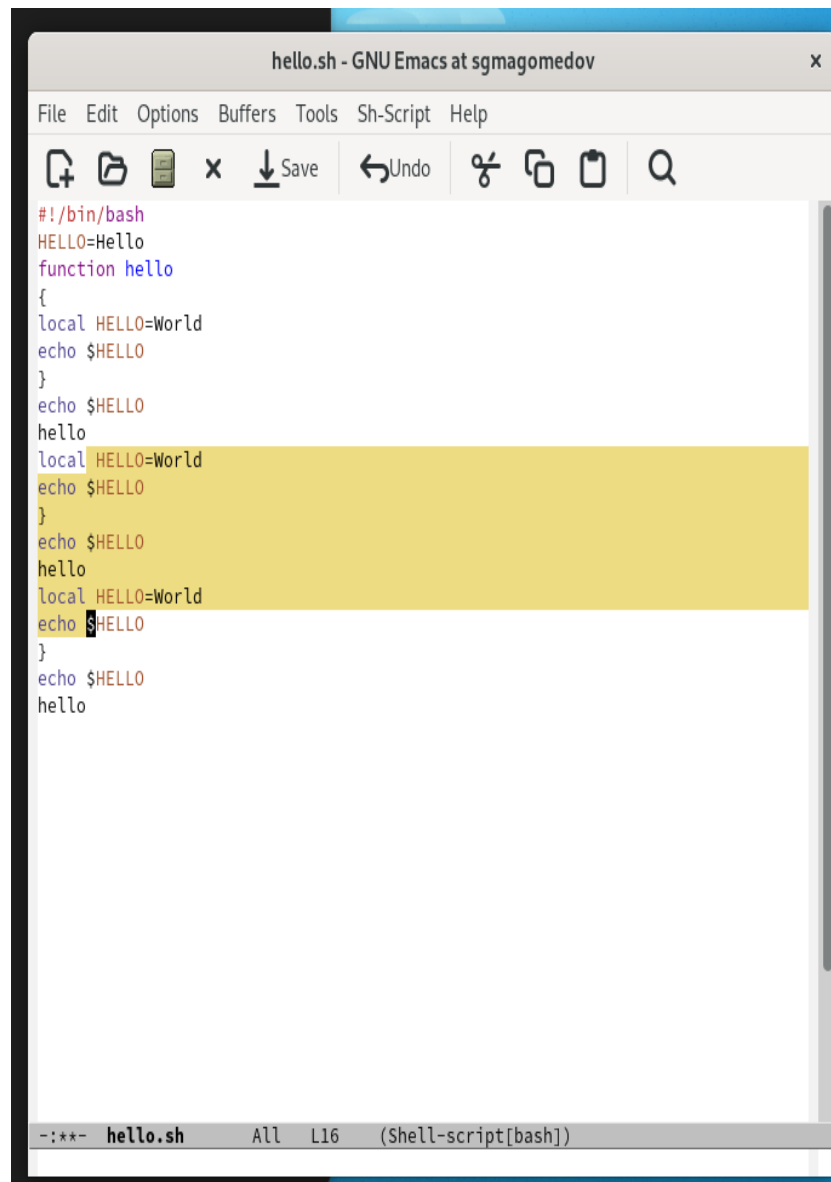 hello.sh - GNU Emacs at sgmagomedov x
File Edit Options Buffers Tools Sh-Script Help
Save Undo
#!/bin/bash
HELLO=Hello
function hello
{
local HELLO=World
echo $HELLO
}
echo $HELLO
hello
local HELLO=World
echo $HELLO
}
echo $HELLO
hello
local HELLO=World
echo $HELLO
}
echo $HELLO
hello
-:**- hello.sh All L16 (Shell-script[bash])